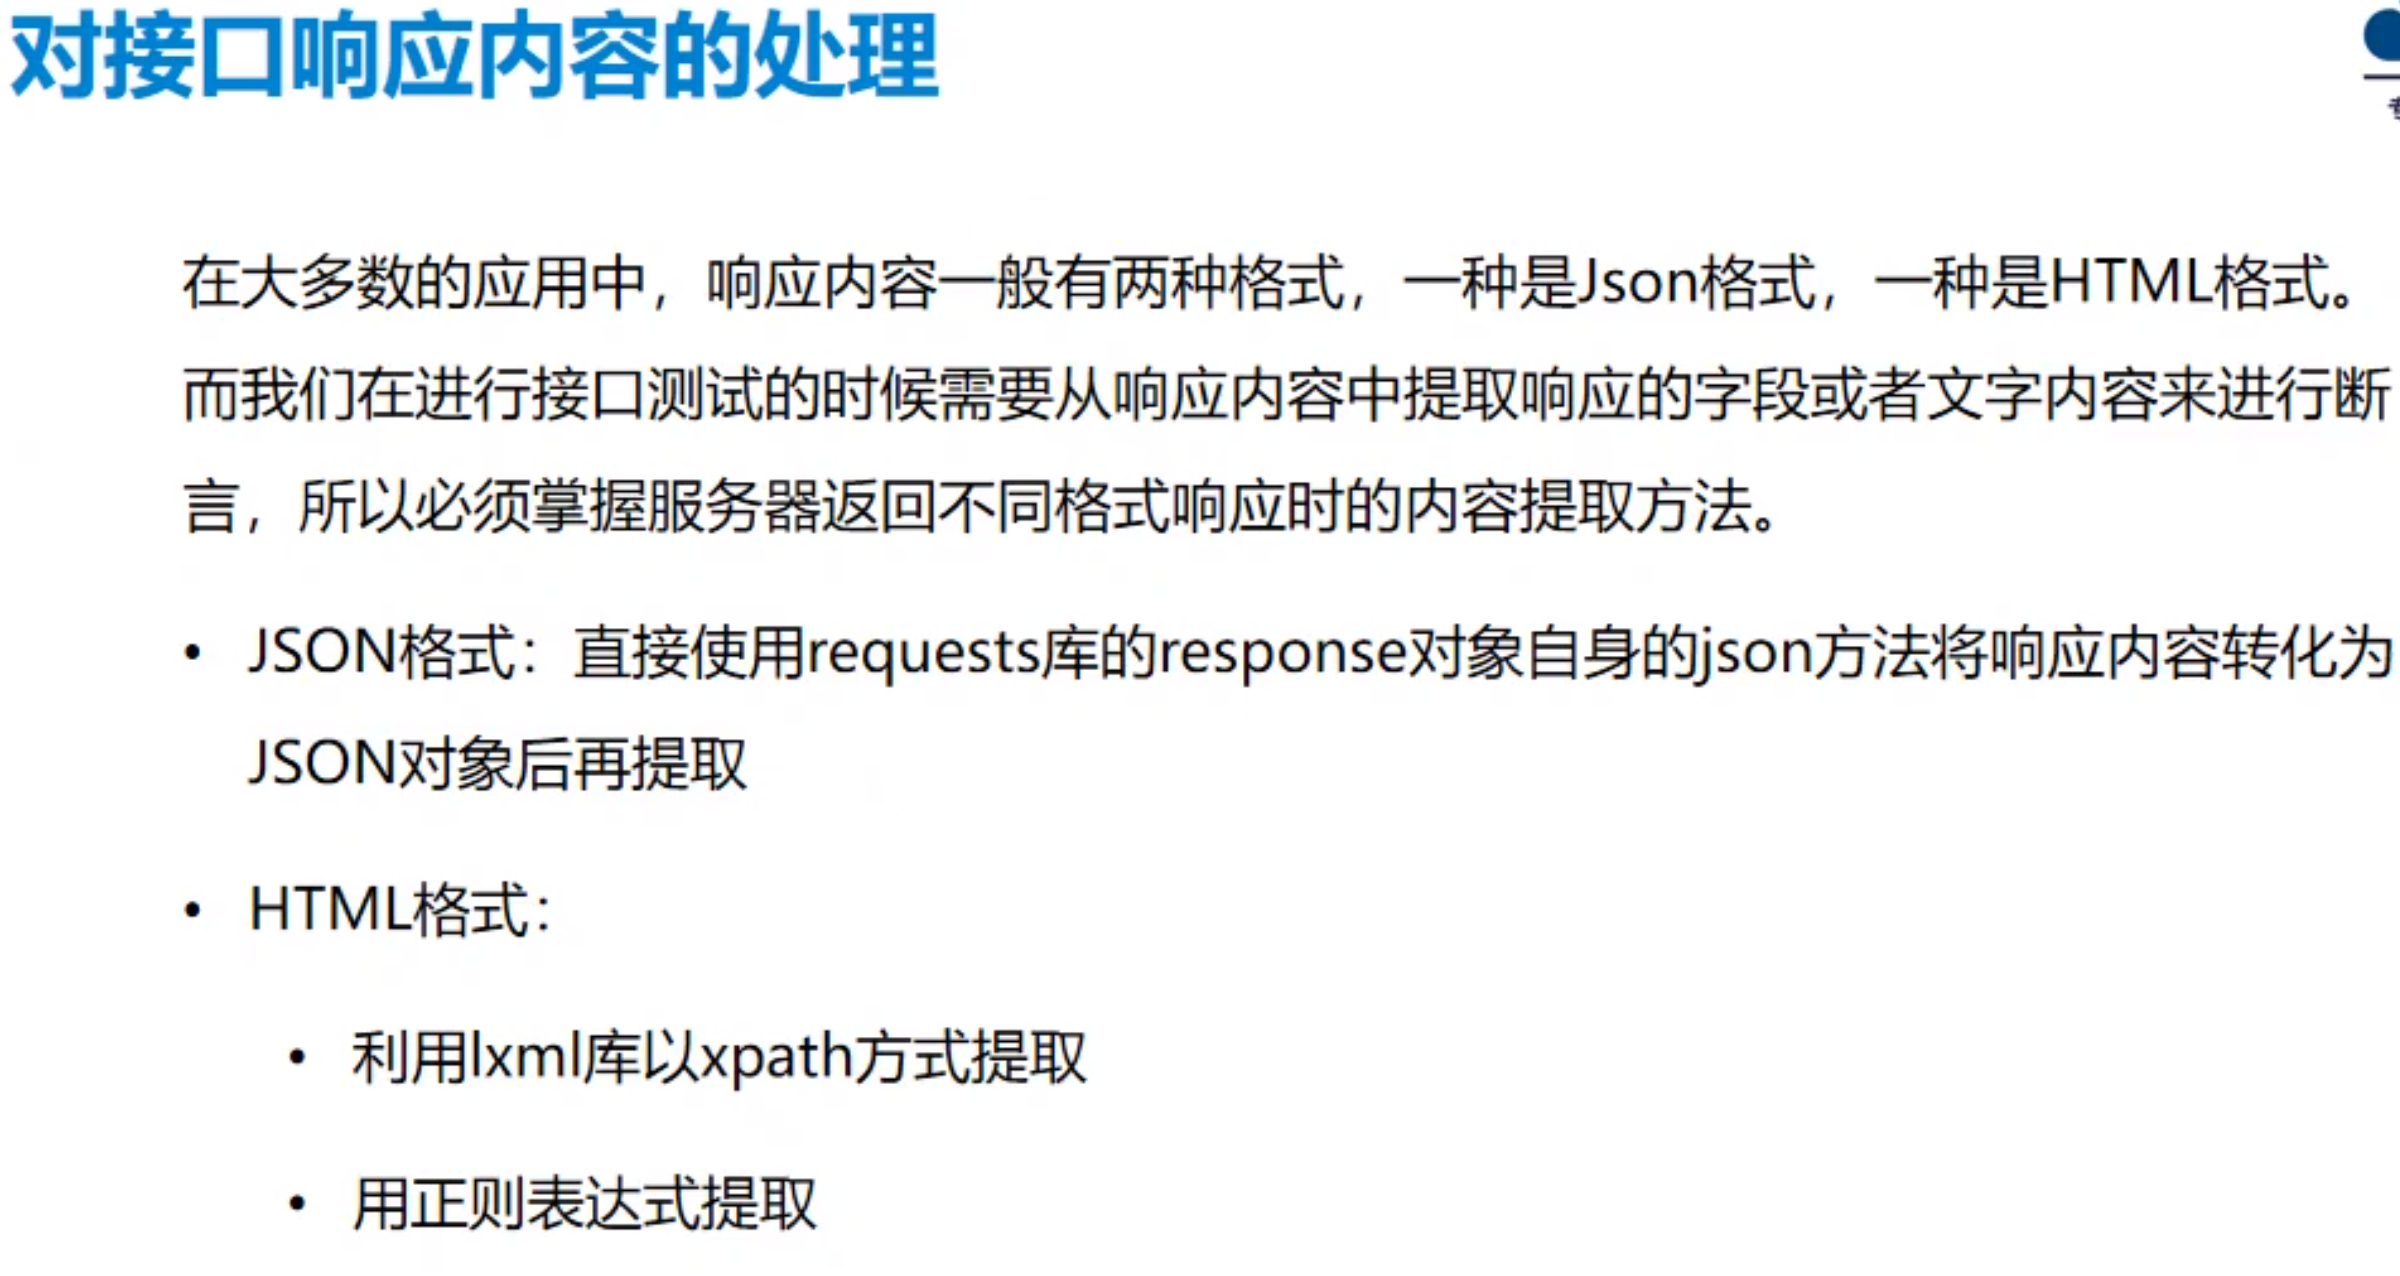 对接口响应内容的处理
在大多数的应用中，响应内容一般有两种格式，一种是Json格式，一种是HTML格式。
而我们在进行接口测试的时候需要从响应内容中提取响应的字段或者文字内容来进行断
言，所以必须掌握服务器返回不同格式响应时的内容提取方法。
• JSON格式：直接使用requests库的response对象自身的json方法将响应内容转化为
JSON对象后再提取
• HTML格式：
• 利用lxml库以xpath方式提取
• 用正则表达式提取